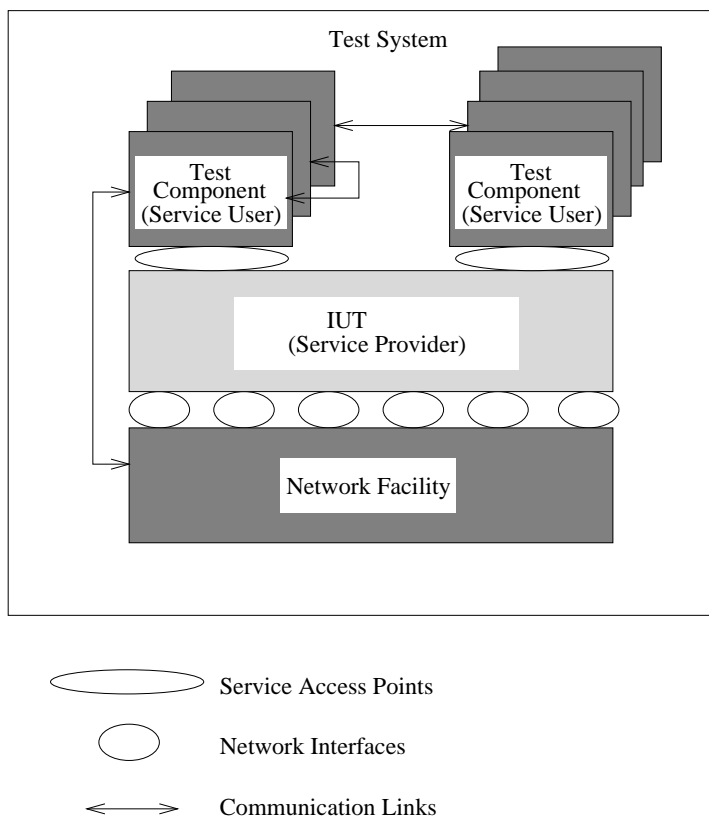 Test System
Test
Component
(Service User)
Test
Component
(Service User)
IUT
(Service Provider)
Network Facility
Service Access Points
Network Interfaces
Communication Links